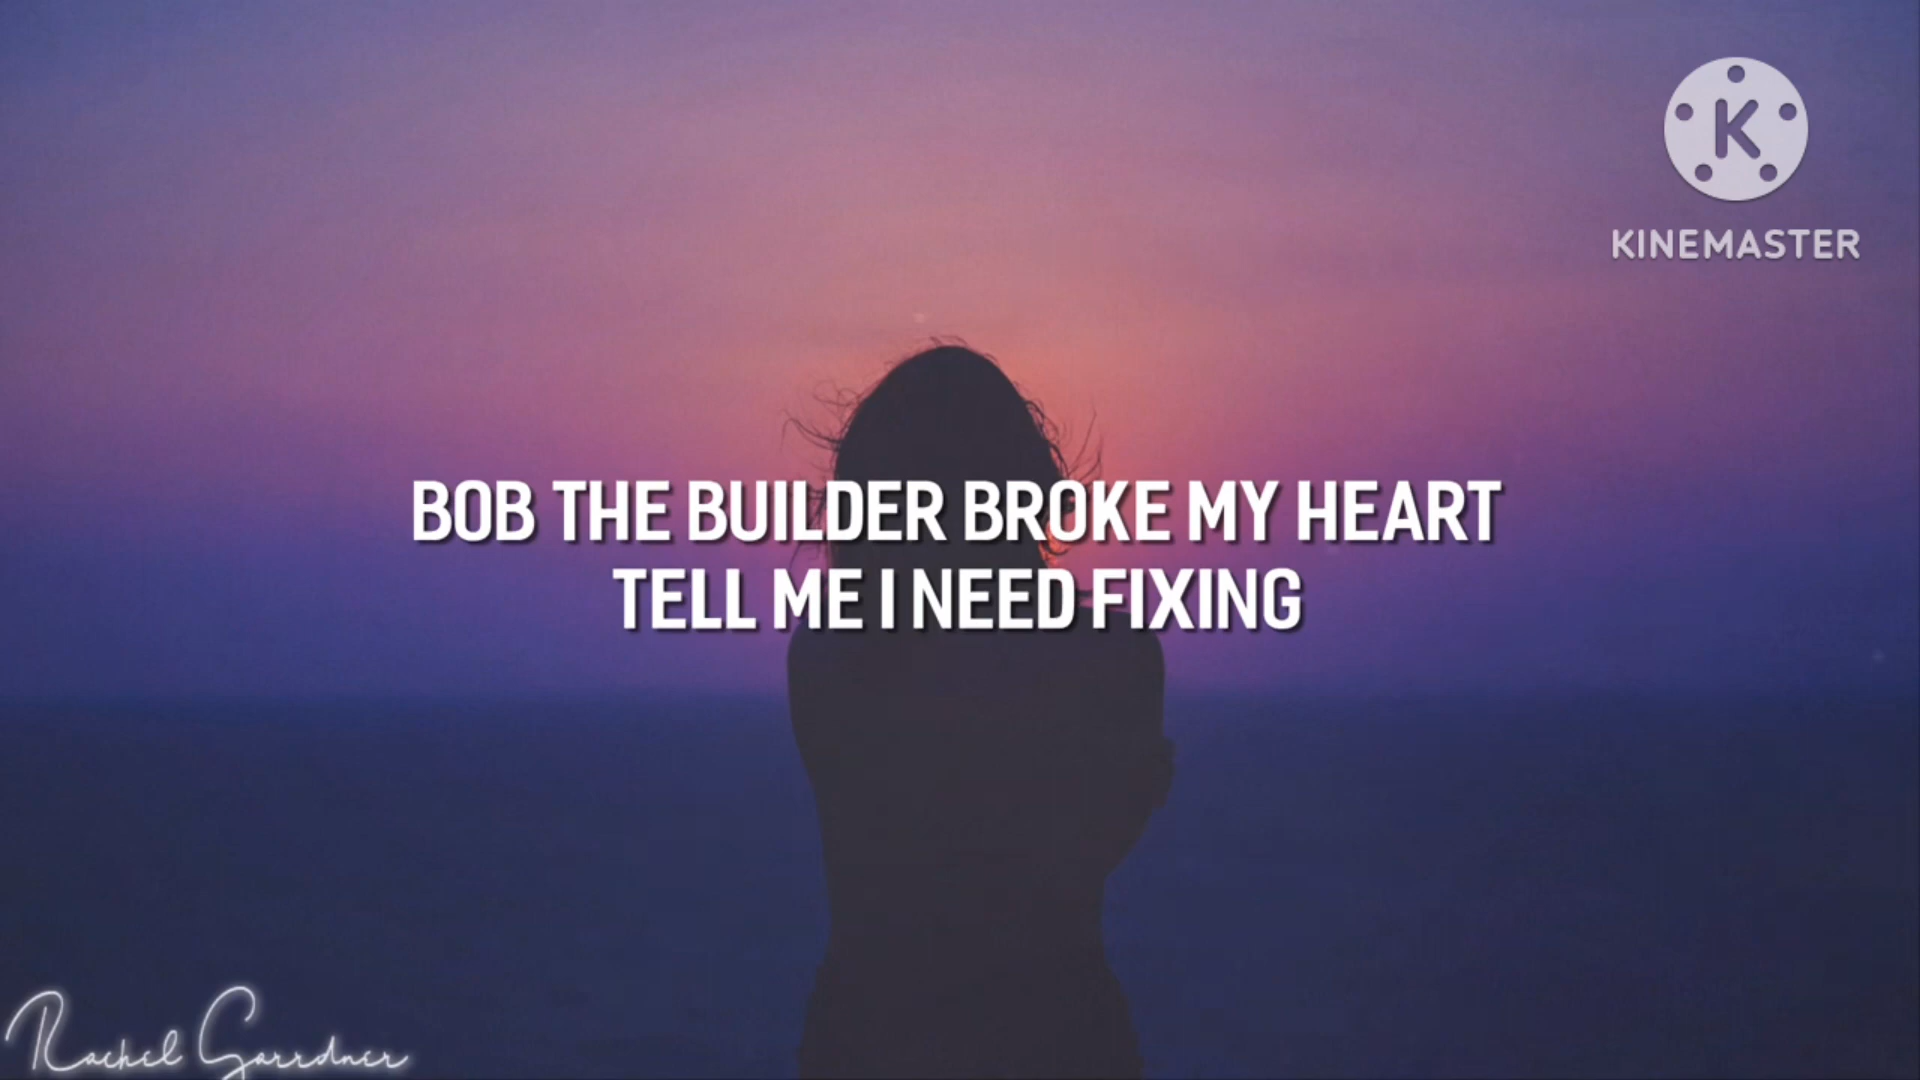 K
KINEMASTER
BOB THE BUILDER BROKE MY HEART
TELL ME I NEED FIXING
Rachel Garrdner